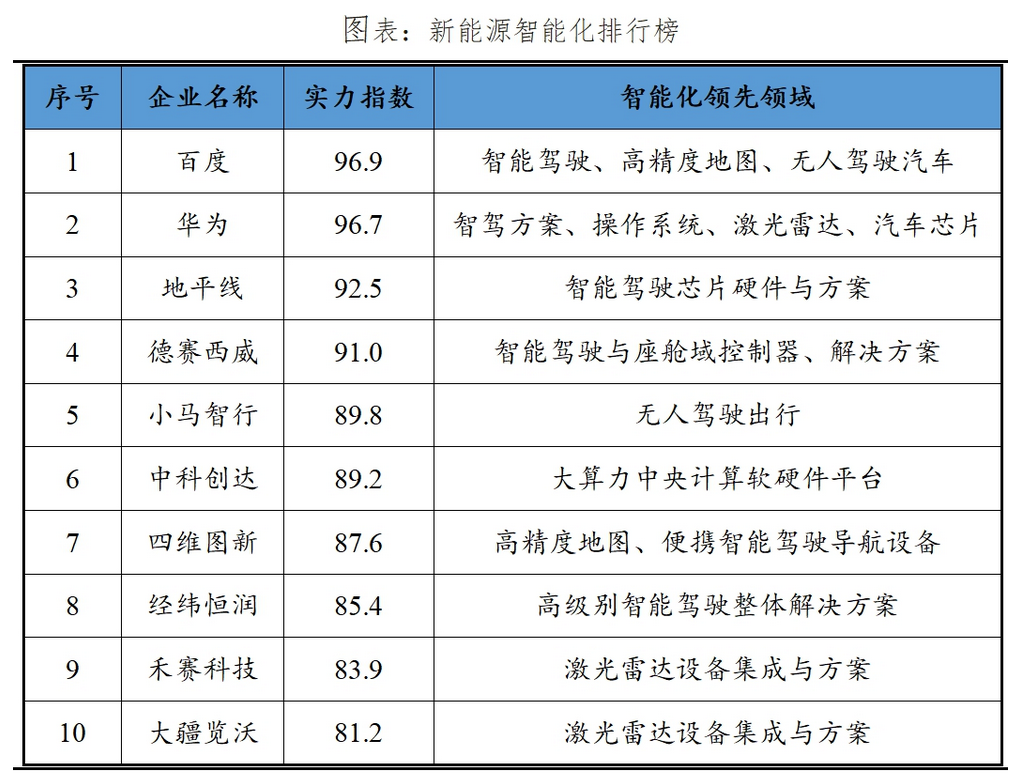 图表：新能源智能化排行榜
序号 企业名称 实力指数 智能化领先领域
1 百度 96.9 智能驾驶、高精度地图、无人驾驶汽车
2 华为 96.7 智驾方案、操作系统、激光雷达、汽车芯片
3 地平线 92.5 智能驾驶芯片硬件与方案
4 德赛西威 91.0 智能驾驶与座舱域控制器、解决方案
5 小马智行 89.8 无人驾驶出行
6 中科创达 89.2 大算力中央计算软硬件平台
7 四维图新 87.6 高精度地图、便携智能驾驶导航设备
8 经纬恒润 85.4 高级别智能驾驶整体解决方案
9 禾赛科技 83.9 激光雷达设备集成与方案
10 大疆览沃 81.2 激光雷达设备集成与方案